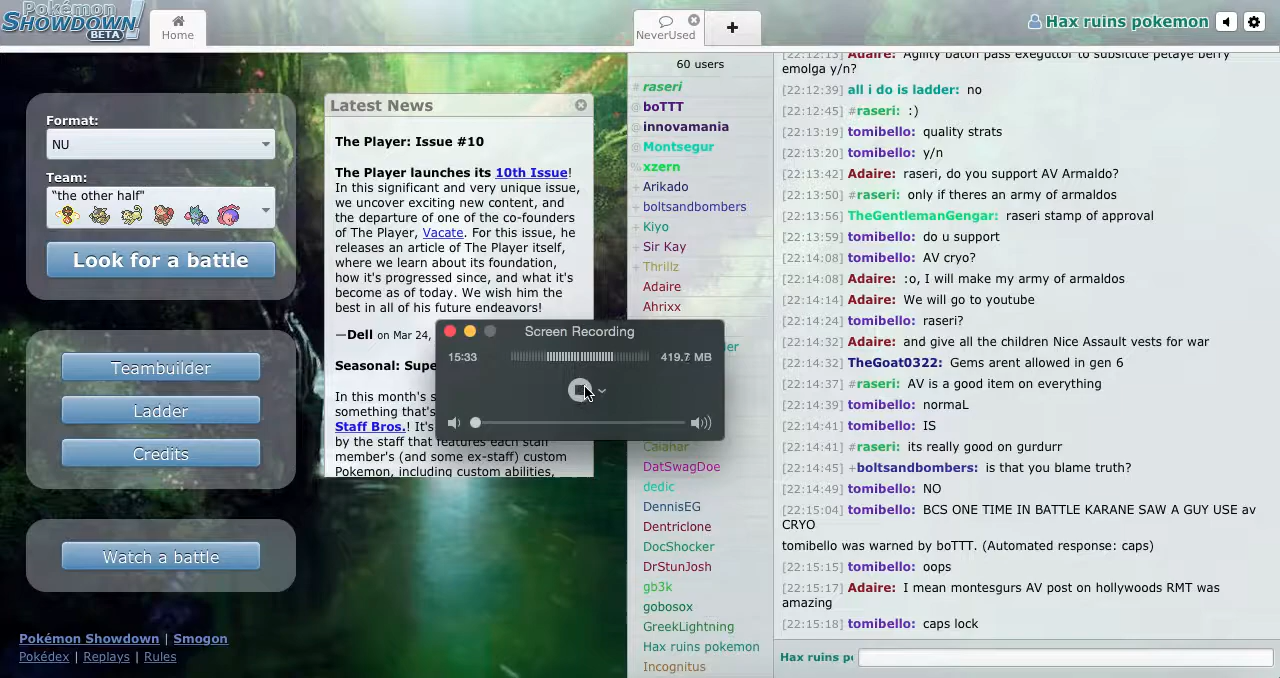 Pokémon
SHOWDOWN!
BETA
Home
NeverUsed
+
Hax ruins pokemon
Format:
NU
Team:
"the other half"
Look for a battle
Teambuilder
Ladder
Credits
Watch a battle
Pokémon Showdown | Smogon
Pokédex | Replays | Rules
Latest News
The Player: Issue #10
The Player launches its 10th Issue!
In this significant and very unique issue,
we uncover exciting new content, and
the departure of one of the co-founders
of The Player, Vacate. For this issue, he
releases an article of The Player itself,
where we learn about its foundation,
how it's progressed since, and what it's
become as of today. We wish him the
best in all of his future endeavors!
—Dell on Mar 24,
Seasonal:
In this month's
something that's
Staff Bros.! It's
by the staff that features each staff
member's (and some ex-staff) custom
Pokemon, including custom abilities,
Screen Recording
15:33
419.7 MB
60 users
#raseri
@boTTT
@innovamania
@Montsegur
%xzern
+Arikado
+boltsandbombers
+Kiyo
+Sir Kay
+Thrillz
Adaire
Ahrixx
Calahar
DatSwagDoe
dedic
DennisEG
Dentriclone
DocShocker
DrStunJosh
gb3k
gobosox
GreekLightning
Hax ruins pokemon
Incognitus
[22:12:13] Adaire: Agility baton pass exeguttor to subsitute petaye berry
emolga y/n?
[22:12:39] all i do is ladder: no
[22:12:45] #raseri: :)
[22:13:19] tomibello: quality strats
[22:13:20] tomibello: y/n
[22:13:42] Adaire: raseri, do you support AV Armaldo?
[22:13:50] #raseri: only if theres an army of armaldos
[22:13:56] TheGentlemanGengar: raseri stamp of approval
[22:13:59] tomibello: do u support
[22:14:08] tomibello: AV cryo?
[22:14:08] Adaire: :o, I will make my army of armaldos
[22:14:14] Adaire: We will go to youtube
[22:14:24] tomibello: raseri?
[22:14:32] Adaire: and give all the children Nice Assault vests for war
[22:14:32] TheGoat0322: Gems arent allowed in gen 6
[22:14:37] #raseri: AV is a good item on everything
[22:14:40] tomibello: normaL
[22:14:41] tomibello: IS
[22:14:41] #raseri: its really good on gurdurr
[22:14:45] +boltsandbombers: is that you blame truth?
[22:14:49] tomibello: NO
[22:15:04] tomibello: BCS ONE TIME IN BATTLE KARANE SAW A GUY USE av
CRYO
tomibello was warned by boTTT. (Automated response: caps)
[22:15:15] tomibello: oops
[22:15:17] Adaire: I mean montesgurs AV post on hollywoods RMT was
amazing
[22:15:18] tomibello: caps lock
Hax ruins p